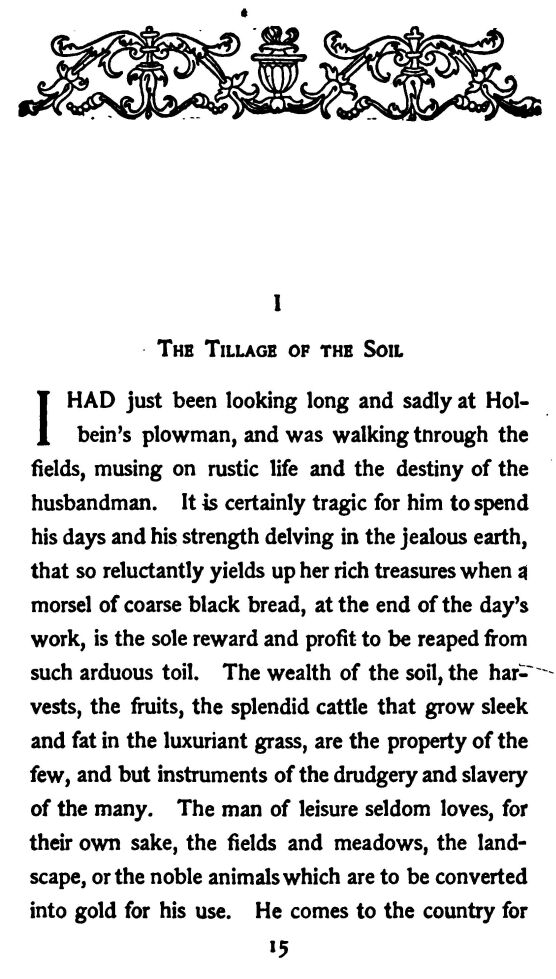 I
THE TILLAGE OF THE SOIL
I HAD just been looking long and sadly at Hol-
bein's plowman, and was walking through the
fields, musing on rustic life and the destiny of the
husbandman. It is certainly tragic for him to spend
his days and his strength delving in the jealous earth,
that so reluctantly yields up her rich treasures when a
morsel of coarse black bread, at the end of the day's
work, is the sole reward and profit to be reaped from
such arduous toil. The wealth of the soil, the har-
vests, the fruits, the splendid cattle that grow sleek
and fat in the luxuriant grass, are the property of the
few, and but instruments of the drudgery and slavery
of the many. The man of leisure seldom loves, for
their own sake, the fields and meadows, the land-
scape, or the noble animals which are to be converted
into gold for his use. He comes to the country for
15